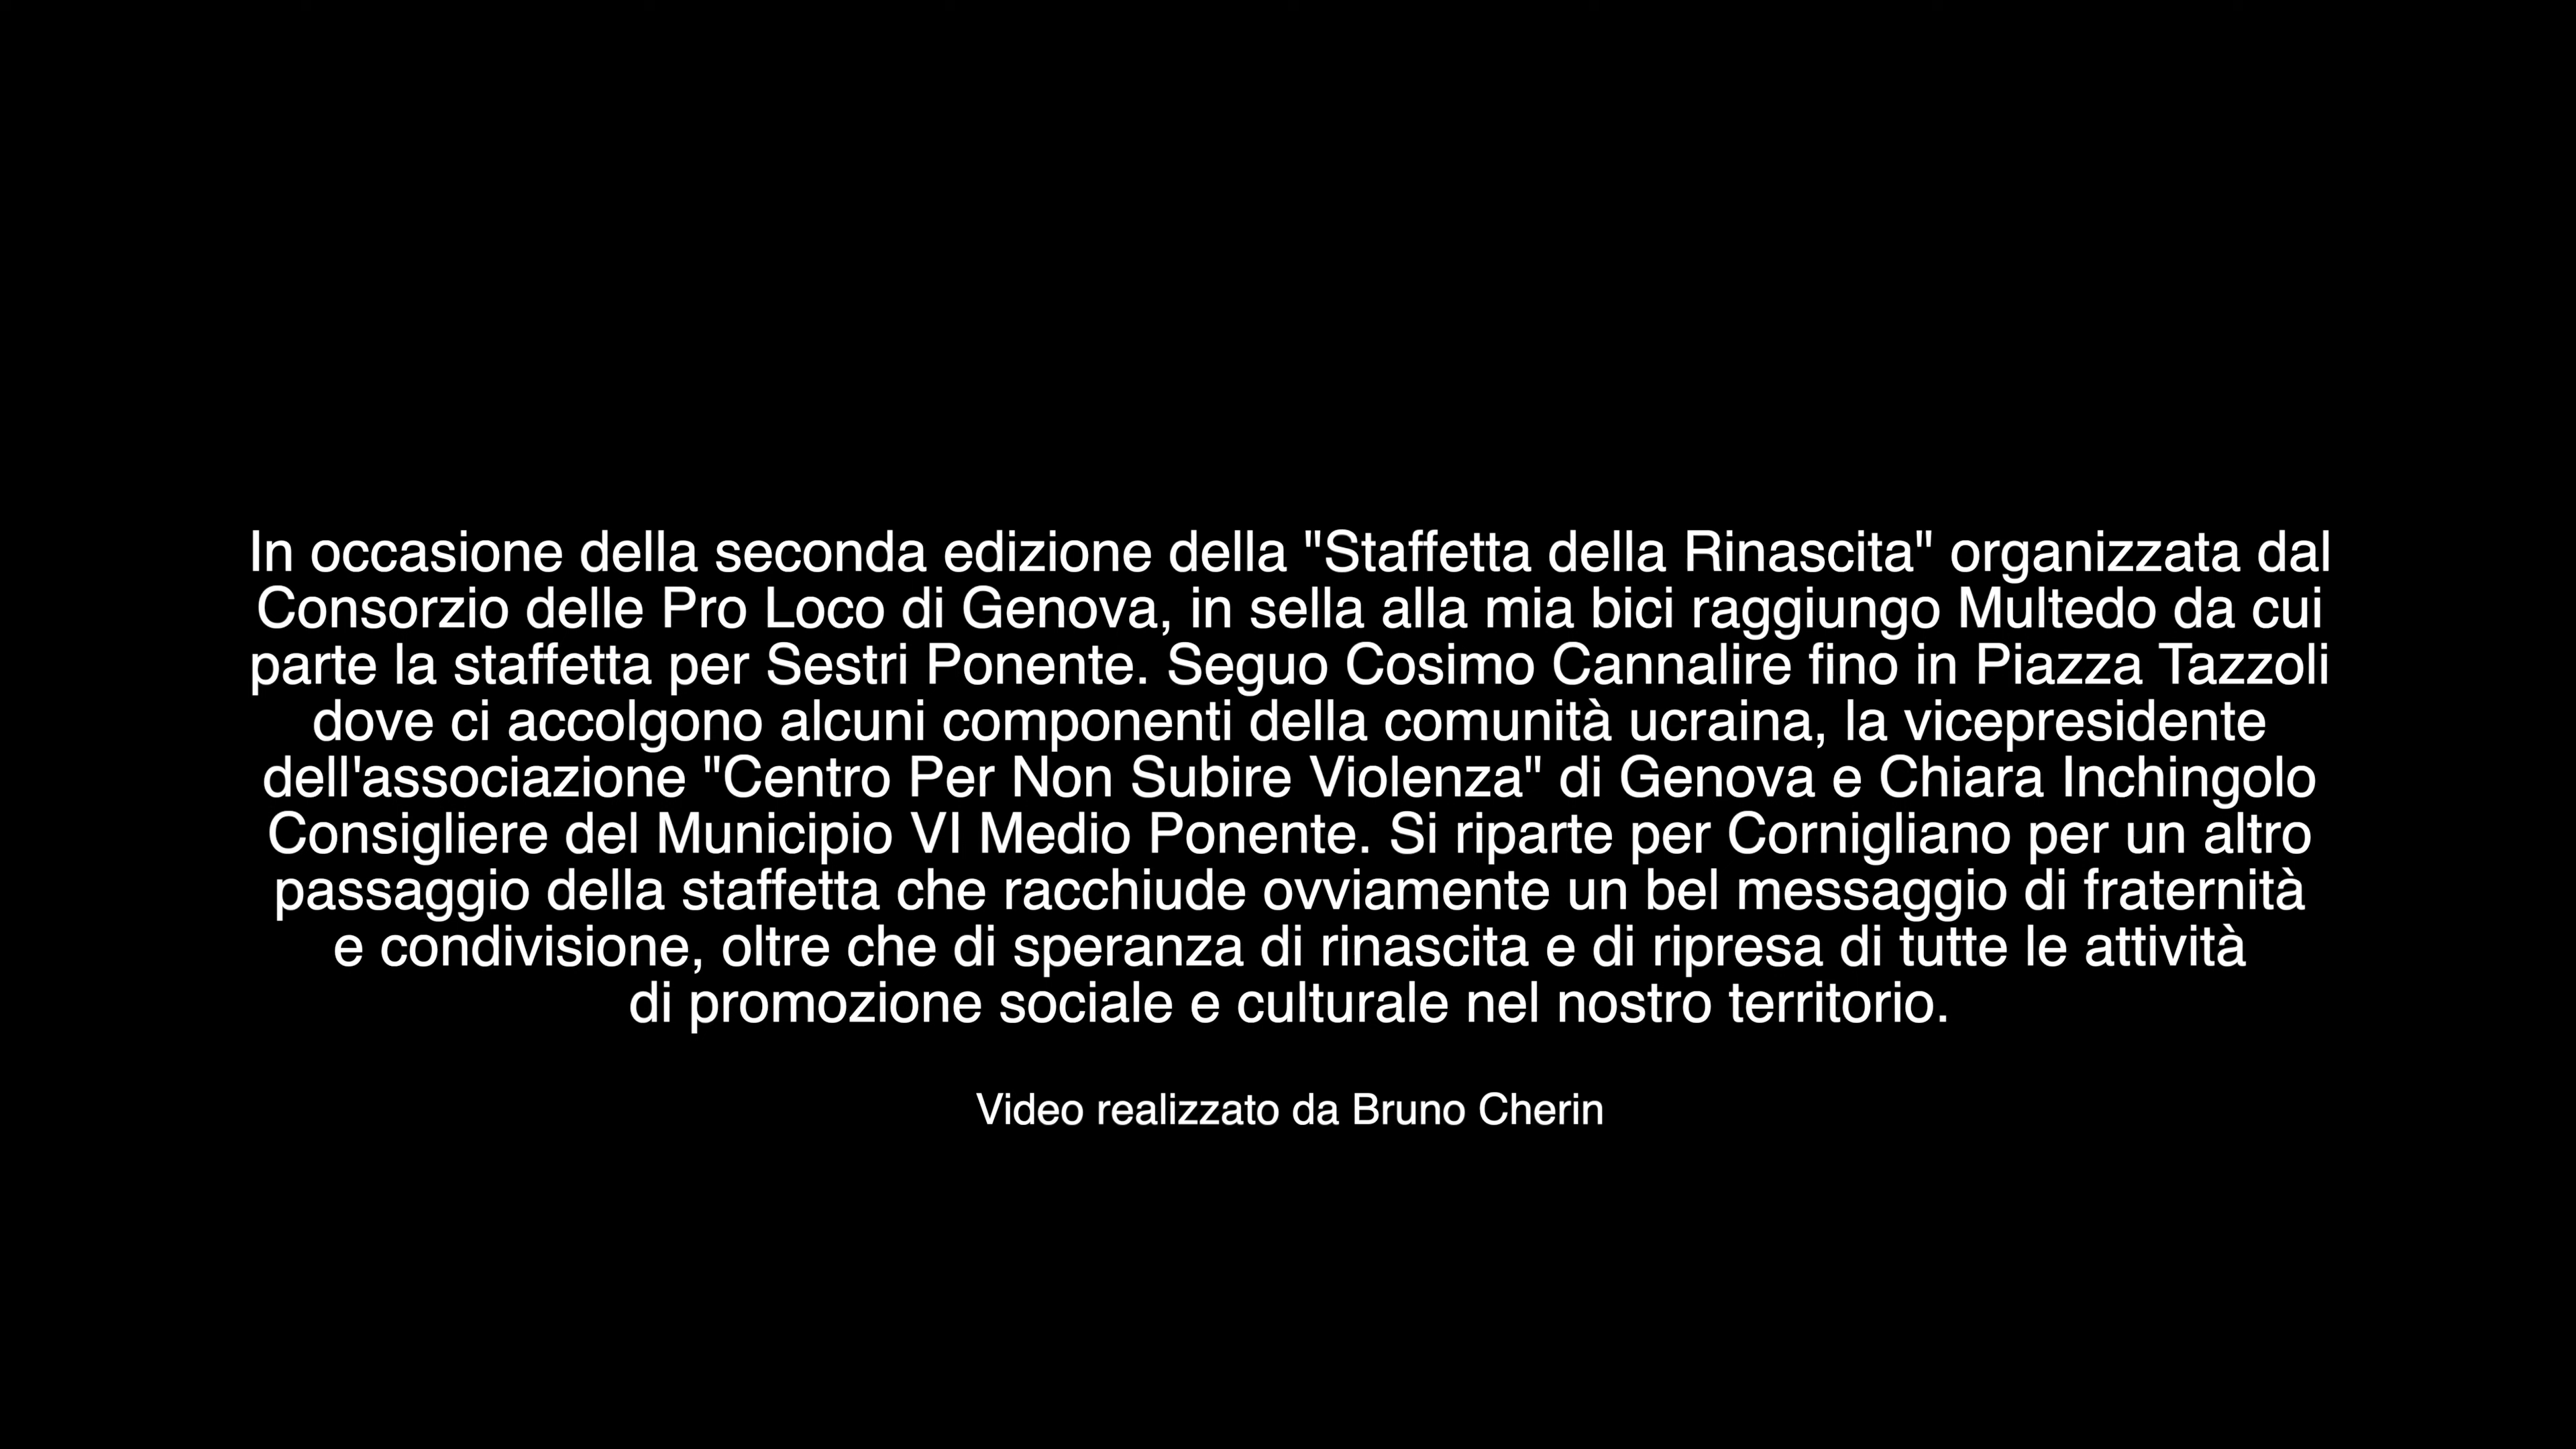 In occasione della seconda edizione della "Staffetta della Rinascita" organizzata dal
Consorzio delle Pro Loco di Genova, in sella alla mia bici raggiungo Multedo da cui
parte la staffetta per Sestri Ponente. Seguo Cosimo Cannalire fino in Piazza Tazzoli
dove ci accolgono alcuni componenti della comunità ucraina, la vicepresidente
dell'associazione "Centro Per Non Subire Violenza" di Genova e Chiara Inchingolo
Consigliere del Municipio VI Medio Ponente. Si riparte per Cornigliano per un altro
passaggio della staffetta che racchiude ovviamente un bel messaggio di fraternità
e condivisione, oltre che di speranza di rinascita e di ripresa di tutte le attività
di promozione sociale e culturale nel nostro territorio.
Video realizzato da Bruno Cherin